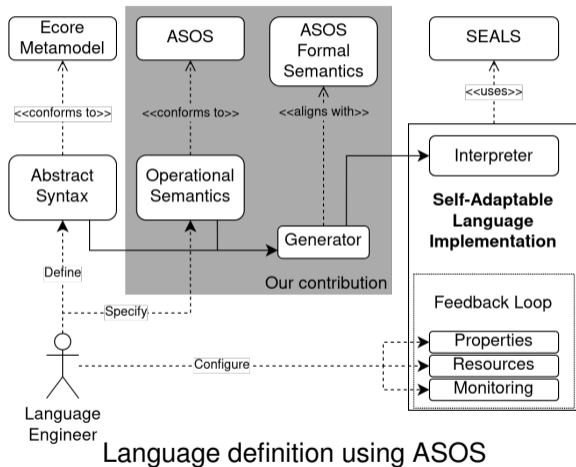 Ecore
Metamodel
ASOS
ASOS
Formal
Semantics
SEALS
<<conforms to>>
<<conforms to>>
<<aligns with>>
<<uses>>
Abstract
Syntax
Operational
Semantics
Generator
Interpreter
Self-Adaptable
Language
Implementation
Our contribution
Define
Specify
Configure
Feedback Loop
Properties
Resources
Monitoring
Language
Engineer
Language definition using ASOS